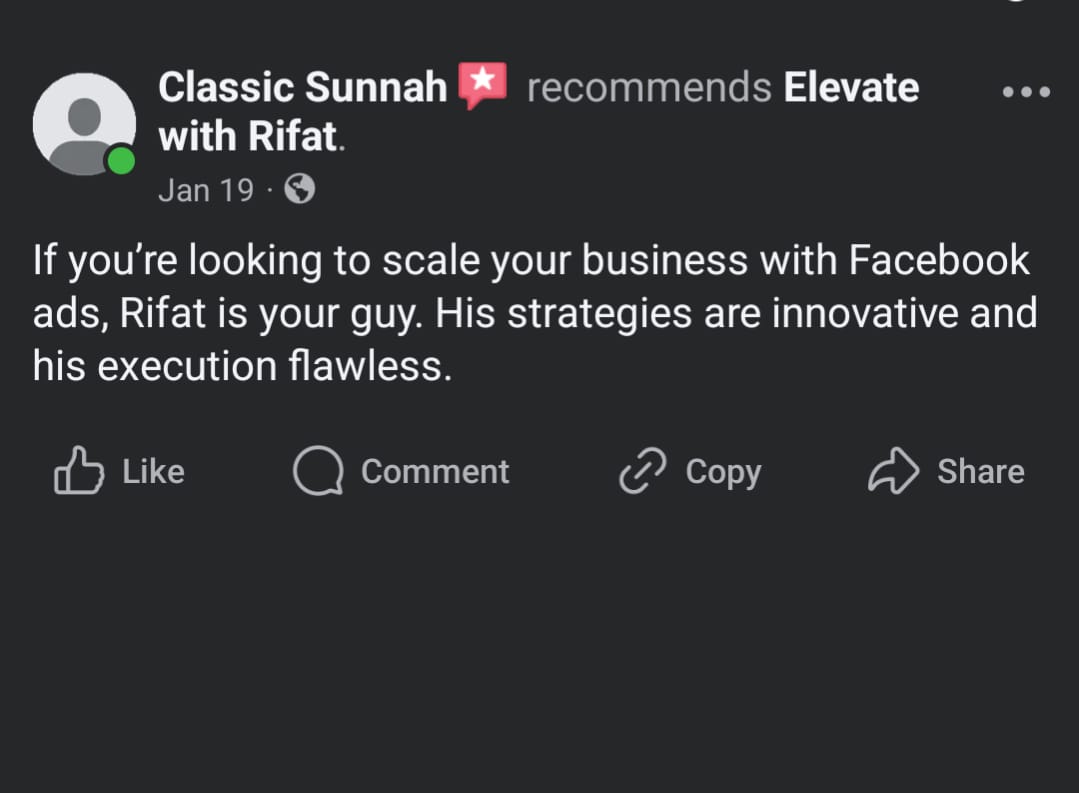 Classic Sunnah recommends Elevate
with Rifat.
Jan 19 ·
If you’re looking to scale your business with Facebook
ads, Rifat is your guy. His strategies are innovative and
his execution flawless.
Like Comment Copy Share